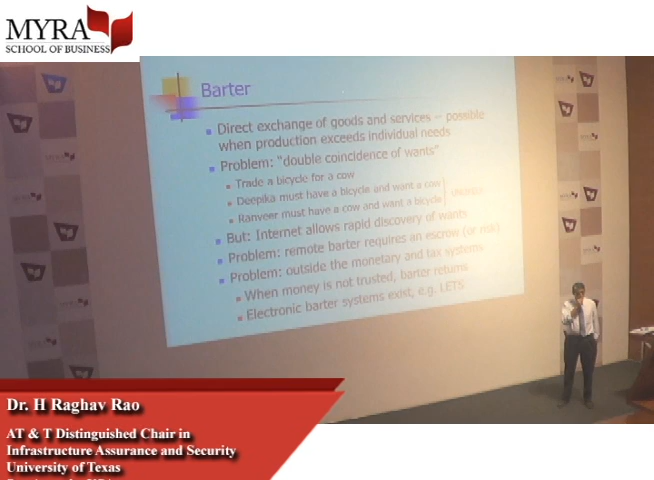 MYRA
SCHOOL OF BUSINESS
Barter
Direct exchange of goods and services – possible
when production exceeds individual needs
Problem: "double coincidence of wants"
Trade a bicycle for a cow
Deepika must have a bicycle and want a cow
Ranveer must have a cow and want a bicycle
But: Internet allows rapid discovery of wants
Problem: remote barter requires an escrow (or risk)
Problem: outside the monetary and tax systems
When money is not trusted, barter returns
Electronic barter systems exist, e.g. LETS
Dr. H Raghav Rao
AT & T Distinguished Chair in
Infrastructure Assurance and Security
University of Texas